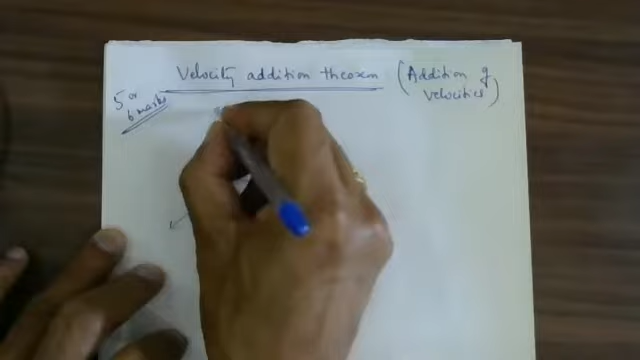 Velocity addition theorem (Addition of
velocities)
5 or
6 marks